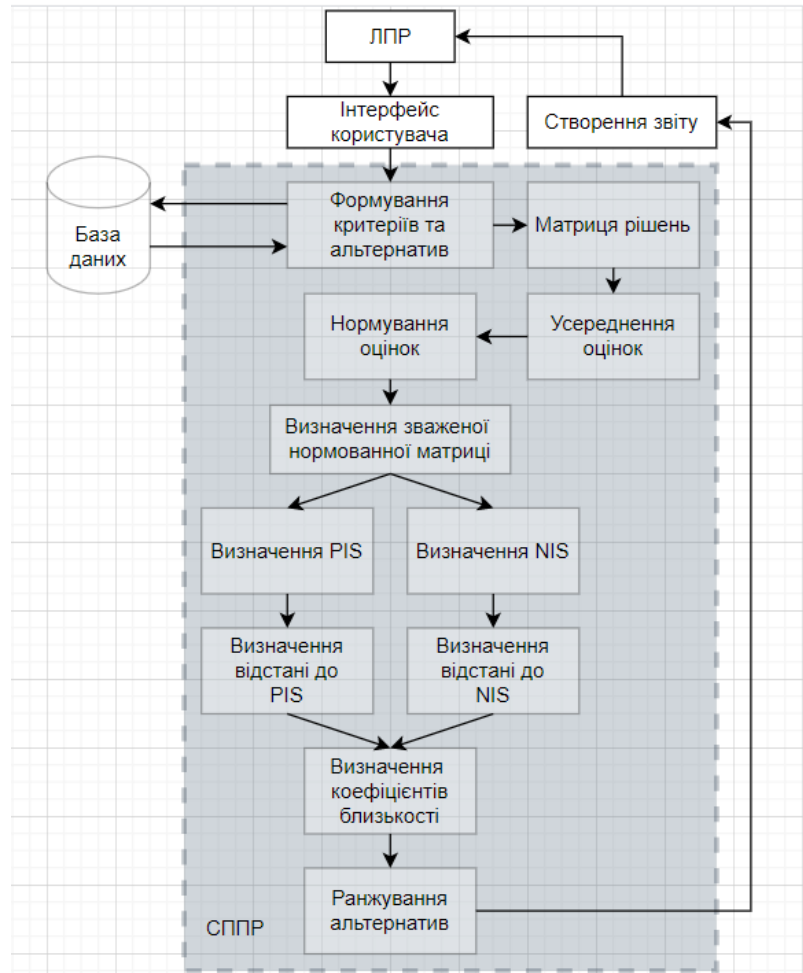 ЛПР
Інтерфейс
користувача
Створення звіту
База
даних
Формування
критеріїв та
альтернатив
Матриця рішень
Нормування
оцінок
Усереднення
оцінок
Визначення зваженої
нормованної матриці
Визначення PIS
Визначення NIS
Визначення
відстані до
PIS
Визначення
відстані до
NIS
Визначення
коефіцієнтів
близькості
Ранжування
альтернатив
СППР